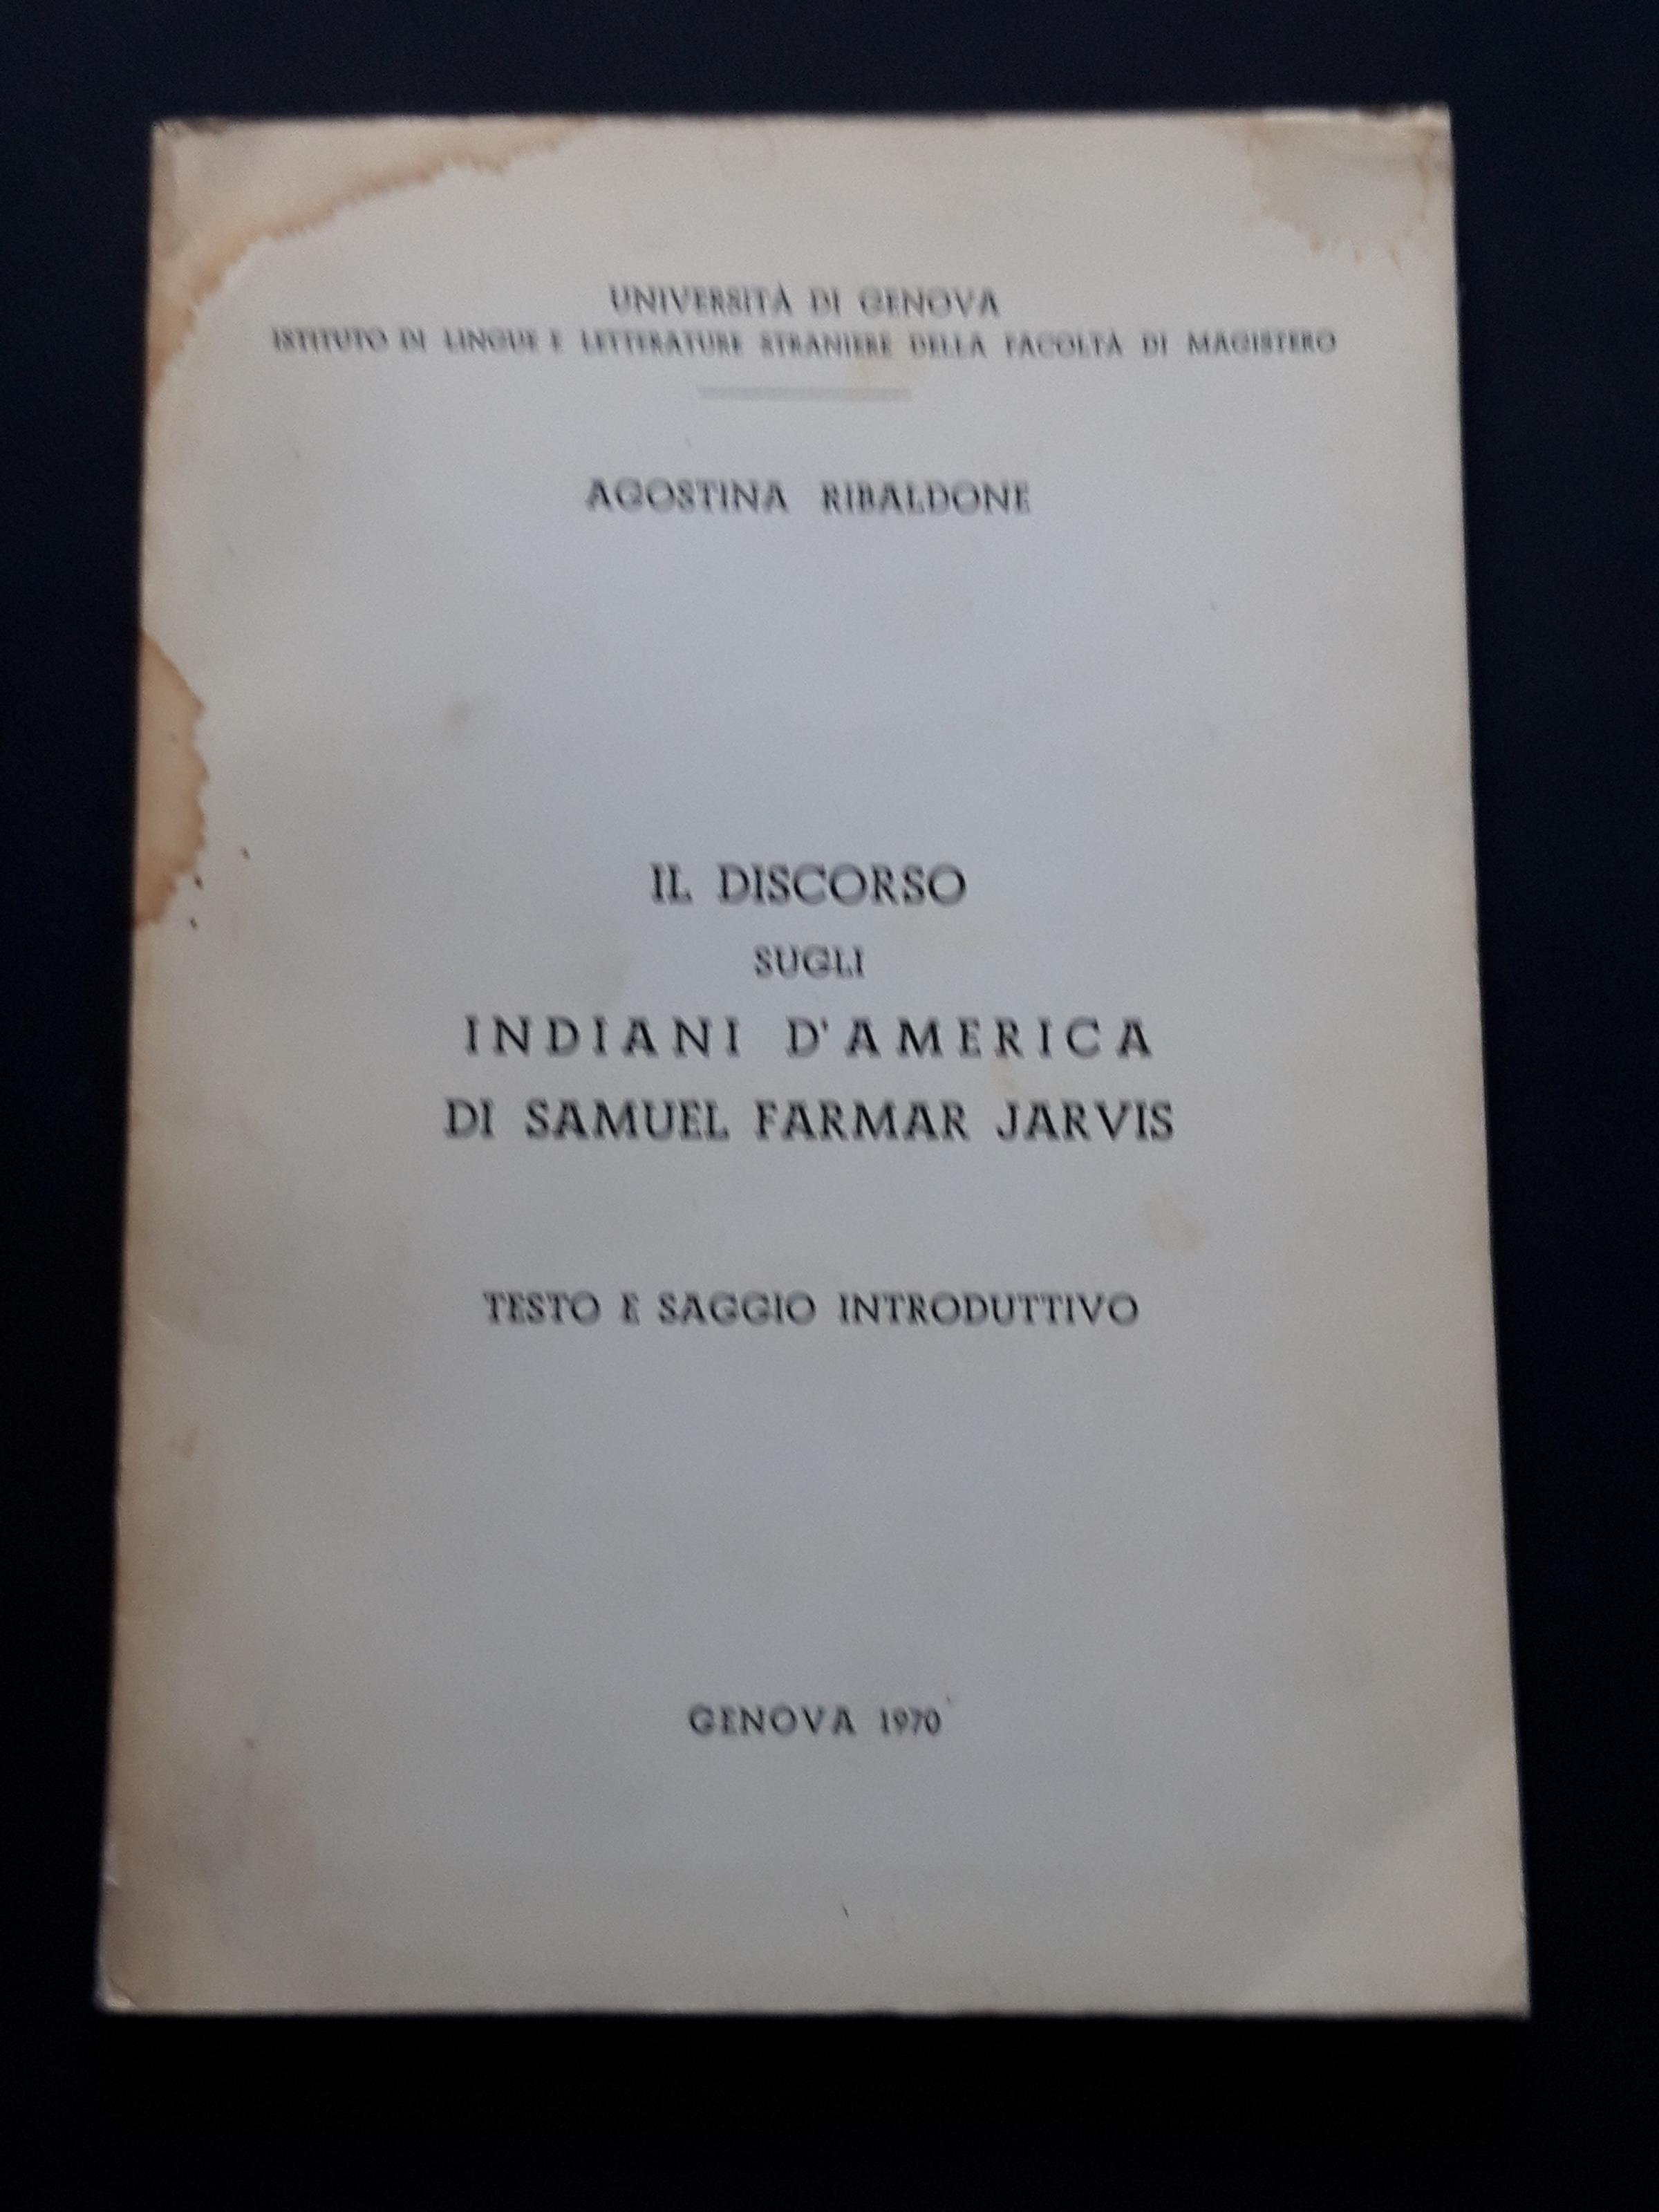 UNIVERSITÀ DI GENOVA
ISTITUTO DI LINGUE E LETTERATURE STRANIERE DELLA FACOLTÀ DI MAGISTERO
AGOSTINA RIBALDONE
IL DISCORSO
SUGLI
INDIANI D'AMERICA
DI SAMUEL FARMAR JARVIS
TESTO E SAGGIO INTRODUTTIVO
GENOVA 1970